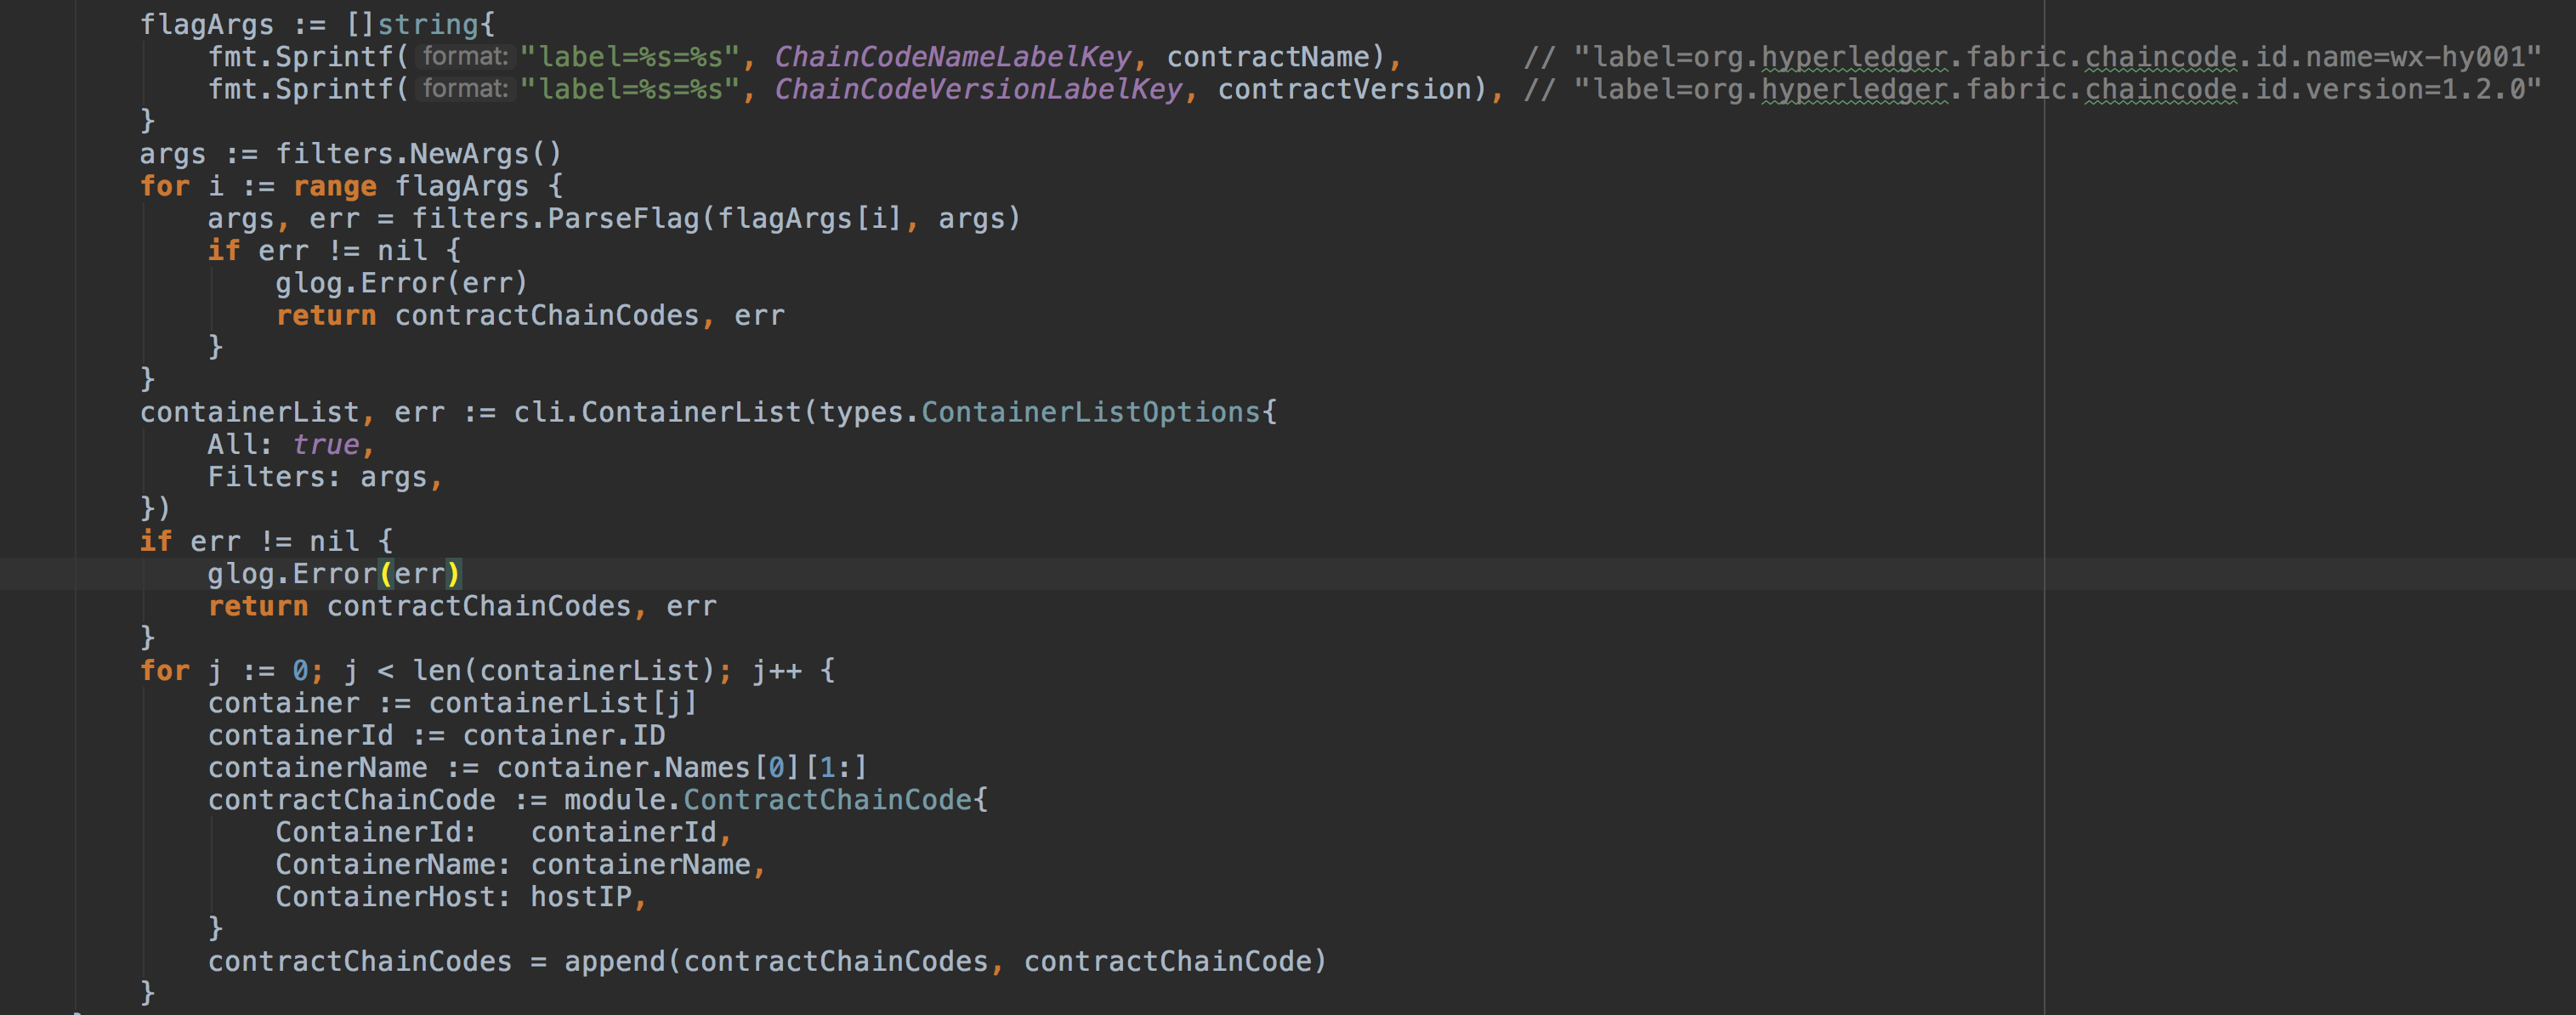 flagArgs := []string{
    fmt.Sprintf( format: "label=%s=%s", ChainCodeNameLabelKey, contractName),       // "label=org.hyperledger.fabric.chaincode.id.name=wx-hy001"
    fmt.Sprintf( format: "label=%s=%s", ChainCodeVersionLabelKey, contractVersion), // "label=org.hyperledger.fabric.chaincode.id.version=1.2.0"
}
args := filters.NewArgs()
for i := range flagArgs {
    args, err = filters.ParseFlag(flagArgs[i], args)
    if err != nil {
        glog.Error(err)
        return contractChainCodes, err
    }
}
containerList, err := cli.ContainerList(types.ContainerListOptions{
    All: true,
    Filters: args,
})
if err != nil {
    glog.Error(err)
    return contractChainCodes, err
}
for j := 0; j < len(containerList); j++ {
    container := containerList[j]
    containerId := container.ID
    containerName := container.Names[0][1:]
    contractChainCode := module.ContractChainCode{
        ContainerId:   containerId,
        ContainerName: containerName,
        ContainerHost: hostIP,
    }
    contractChainCodes = append(contractChainCodes, contractChainCode)
}